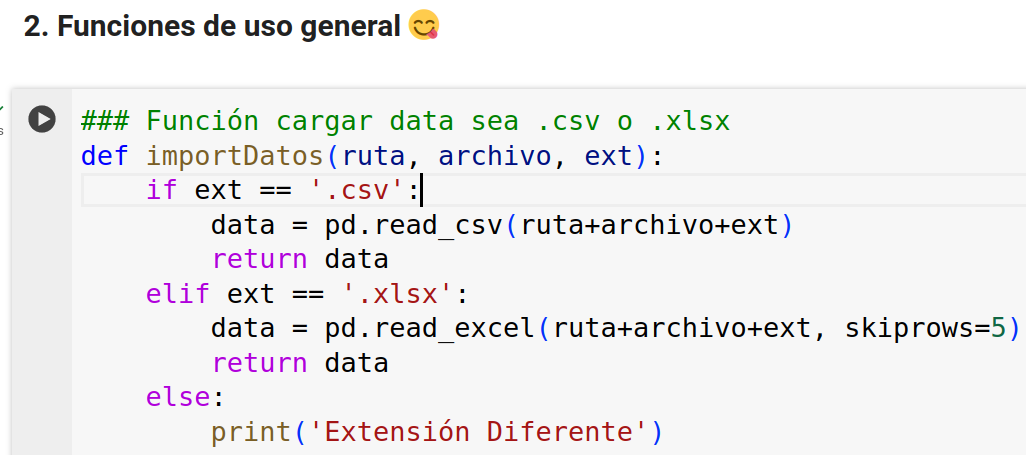 2. Funciones de uso general 😋
### Función cargar data sea .csv o .xlsx
def importDatos(ruta, archivo, ext):
    if ext == '.csv':
        data = pd.read_csv(ruta+archivo+ext)
        return data
    elif ext == '.xlsx':
        data = pd.read_excel(ruta+archivo+ext, skiprows=5)
        return data
    else:
        print('Extensión Diferente')